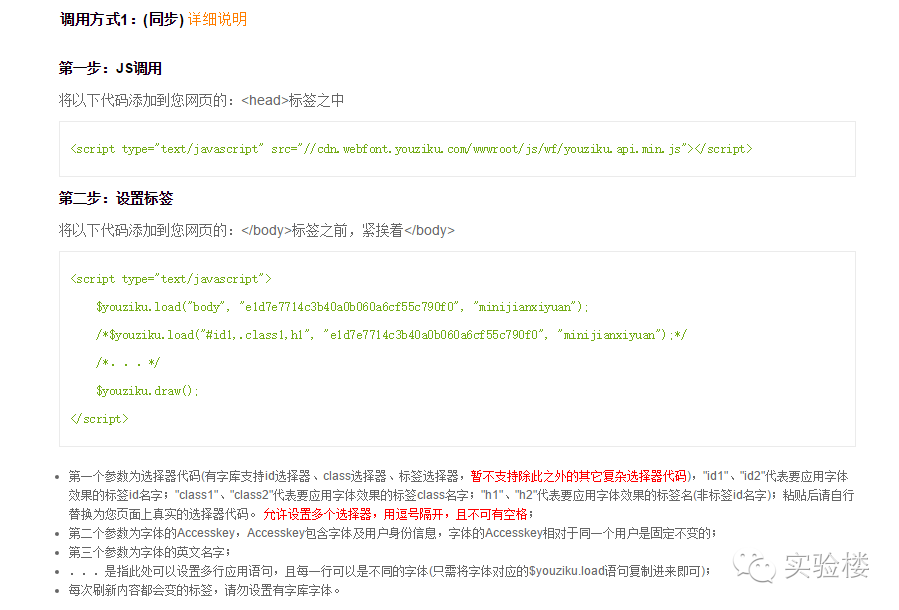 调用方式1：(同步) 详细说明
第一步：JS调用
将以下代码添加到您网页的：<head>标签之中
<script type="text/javascript" src="//cdn.webfont.youziku.com/wwwroot/js/wf/youziku.api.min.js"></script>
第二步：设置标签
将以下代码添加到您网页的：</body>标签之前，紧挨着</body>
<script type="text/javascript">
$youziku.load("body", "e1d7e7714c3b40a0b060a6cf55c790f0", "minijianxiyuan");
/*$youziku.load("#id1,.class1,h1", "e1d7e7714c3b40a0b060a6cf55c790f0", "minijianxiyuan");*/
/*．．．*/
$youziku.draw();
</script>
• 第一个参数为选择器代码(有字库支持id选择器、class选择器、标签选择器，暂不支持除此之外的其它复杂选择器代码)，"id1"、"id2"代表要应用字体
效果的标签id名字；"class1"、"class2"代表要应用字体效果的标签class名字；"h1"、"h2"代表要应用字体效果的标签名(非标签id名字)；粘贴后请自行
替换为您页面上真实的选择器代码。 允许设置多个选择器，用逗号隔开，且不可有空格；
• 第二个参数为字体的Accesskey，Accesskey包含字体及用户身份信息，字体的Accesskey相对于同一个用户是固定不变的；
• 第三个参数为字体的英文名字；
• ．．．是指此处可以设置多行应用语句，且每一行可以是不同的字体(只需将字体对应的$youziku.load语句复制进来即可)；
• 每次刷新内容都会变的标签，请勿设置有字库字体。
实验楼